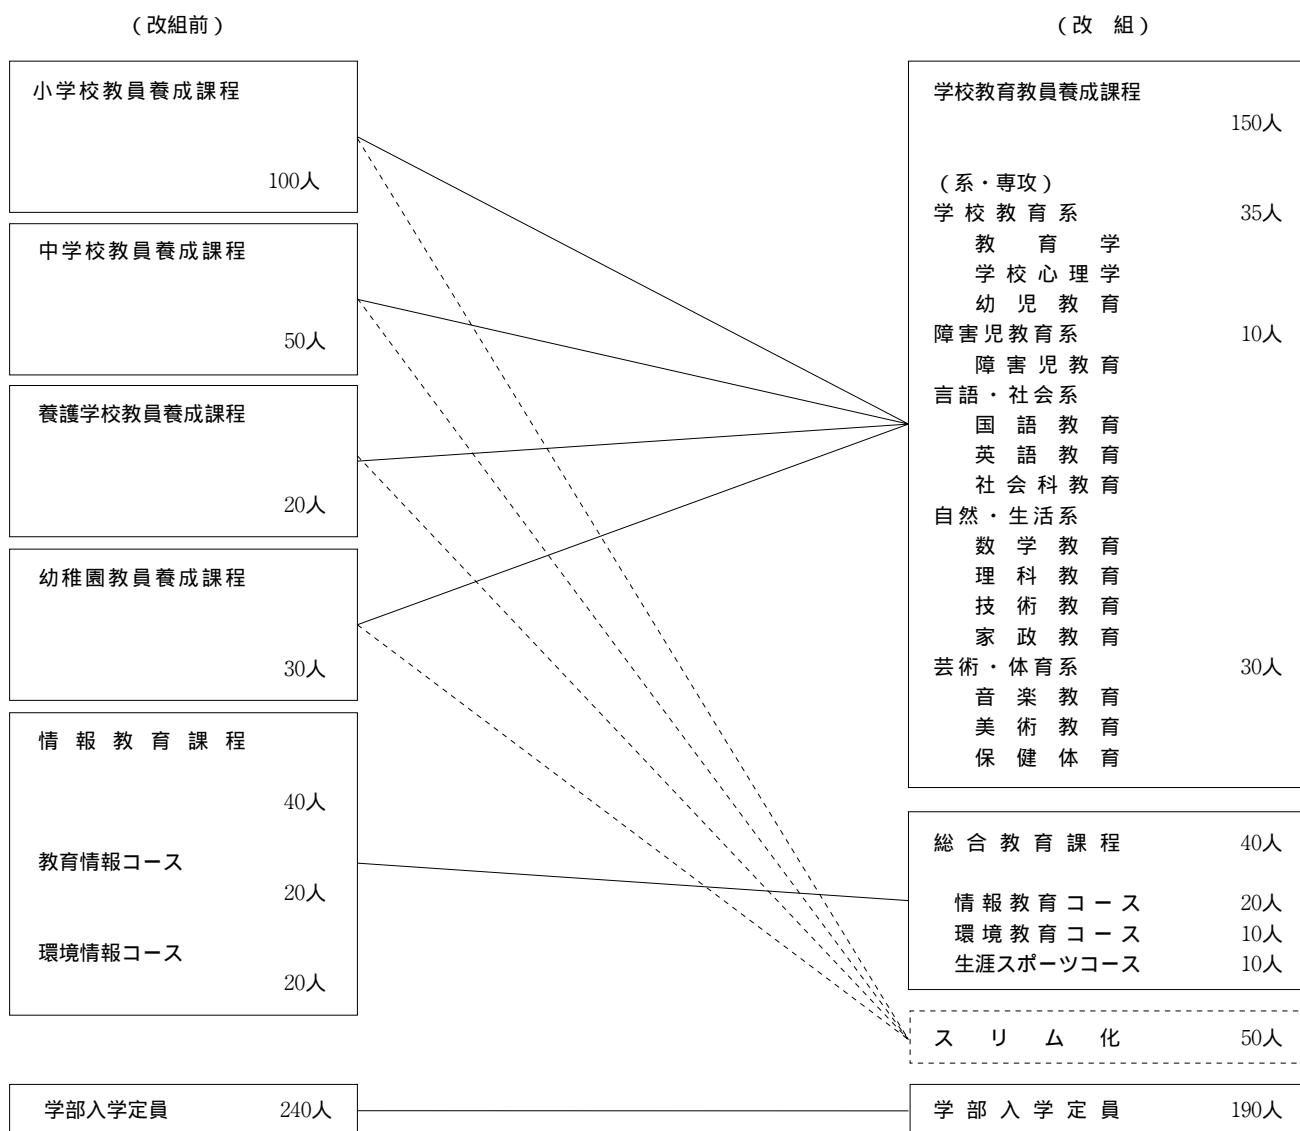 （改組前）
小学校教員養成課程
100人
中学校教員養成課程
50人
養護学校教員養成課程
20人
幼稚園教員養成課程
30人
情報教育課程
40人
教育情報コース
20人
環境情報コース
20人
学部入学定員 240人
（改 組）
学校教育教員養成課程
150人
（系・専攻）
学校教育系 35人
教育学
学校心理学
幼児教育
障害児教育系 10人
障害児教育
言語・社会系
国語教育
英語教育
社会科教育
自然・生活系
数学教育
理科教育
技術教育
家政教育
芸術・体育系 30人
音楽教育
美術教育
保健体育
総合教育課程 40人
情報教育コース 20人
環境教育コース 10人
生涯スポーツコース 10人
スリム化 50人
学部入学定員 190人